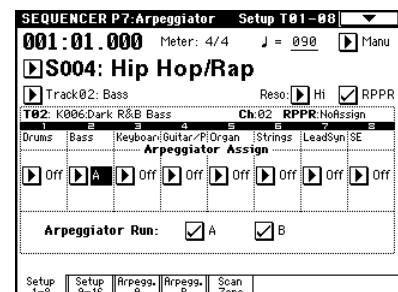 SEQUENCER P7:Arpeggiator Setup T01-08
001:01.000 Meter: 4/4 ♩ = 090 Manu
S004: Hip Hop/Rap
Track02: Bass Reso: Hi RPPR
T02: K006:Dark R&B Bass Ch:02 RPPR:NoAssign
1 2 3 4 5 6 7 8
Drums Bass Keyboar Guitar/P Organ Strings LeadSyn SE
Arpeggiator Assign
Off A Off Off Off Off Off Off
Arpeggiator Run: A B
Setup Setup Arpegg. Arpegg. Scan
1-8 9-16 A B Zone